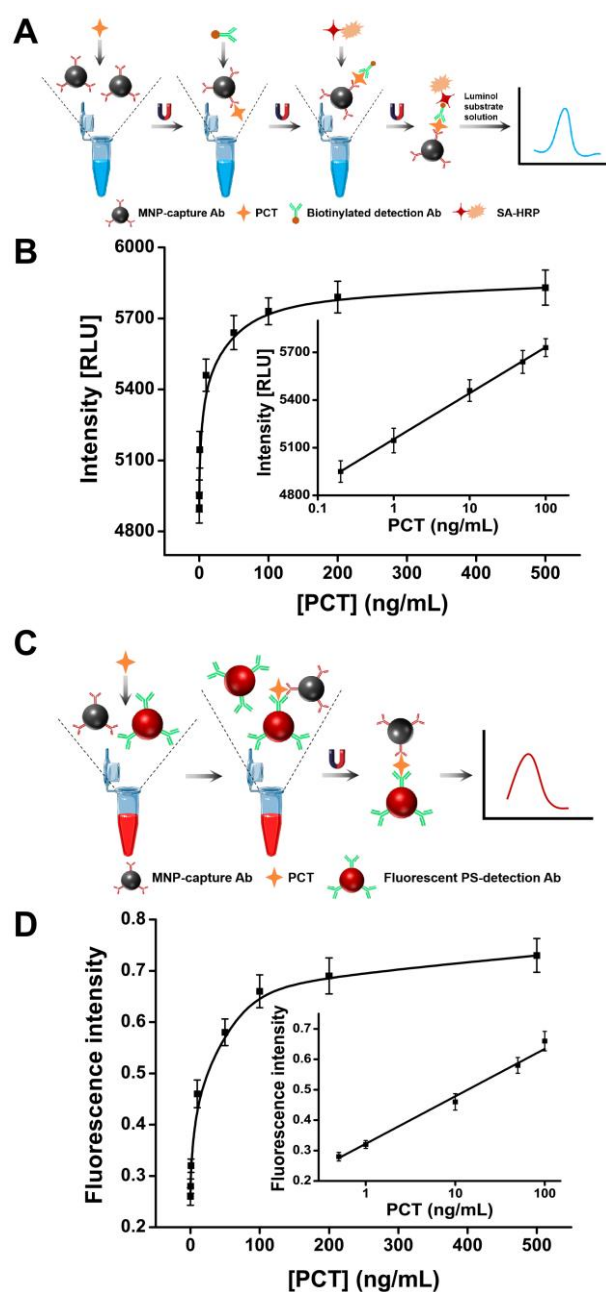 A
Luminol
substrate
solution
MNP-capture Ab
PCT
Biotinylated detection Ab
SA-HRP
B
6000
5700
5400
5100
4800
Intensity [RLU]
0 100 200 300 400 500
[PCT] (ng/mL)
5700
5400
5100
4800
Intensity [RLU]
0.1 1 10 100
PCT (ng/mL)
C
MNP-capture Ab
PCT
Fluorescent PS-detection Ab
D
0.8
0.7
0.6
0.5
0.4
0.3
0.2
Fluorescence intensity
0 100 200 300 400 500
[PCT] (ng/mL)
0.7
0.6
0.5
0.4
0.3
0.2
Fluorescence intensity
1 10 100
PCT (ng/mL)